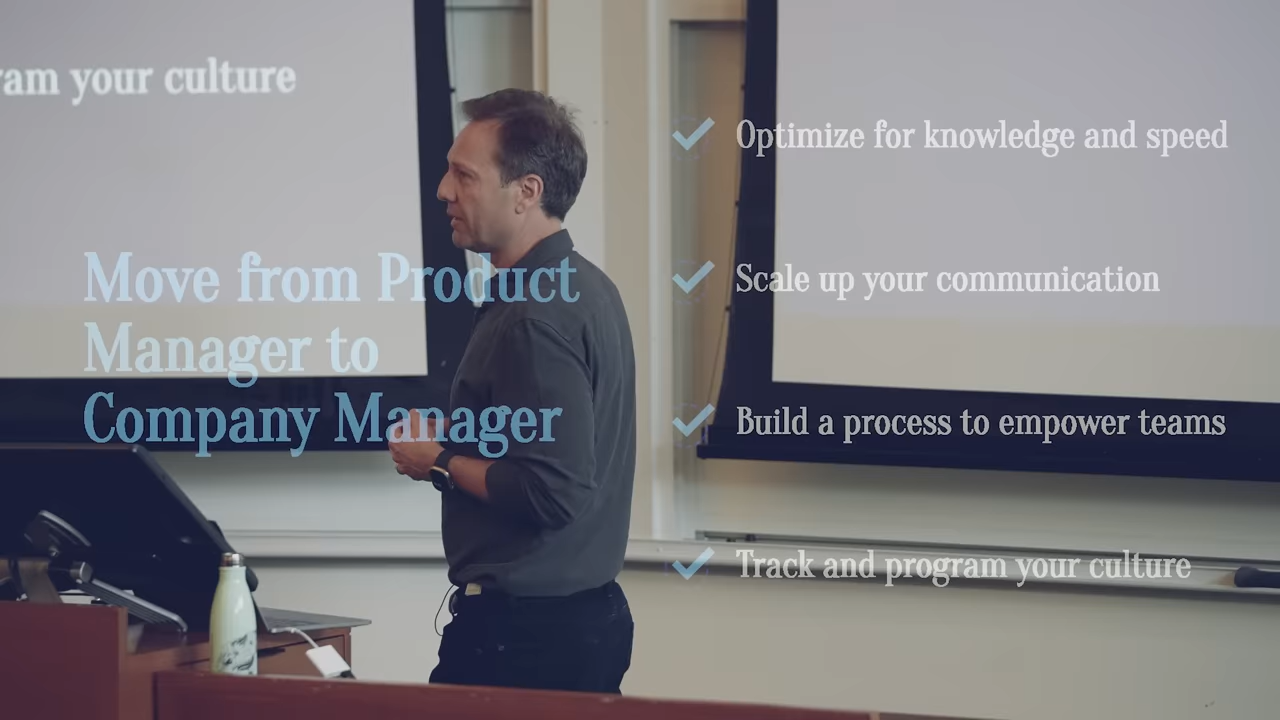 ram your culture
Move from Product
Manager to
Company Manager
Optimize for knowledge and speed
Scale up your communication
Build a process to empower teams
Track and program your culture